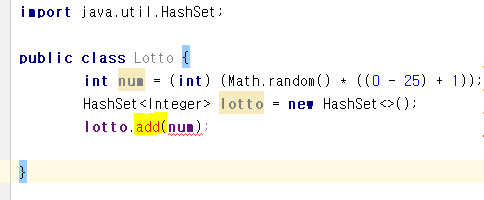 import java.util.HashSet;
public class Lotto {
int num = (int) (Math.random() * ((0 - 25) + 1));
HashSet<Integer> lotto = new HashSet<>();
lotto.add(num);
}